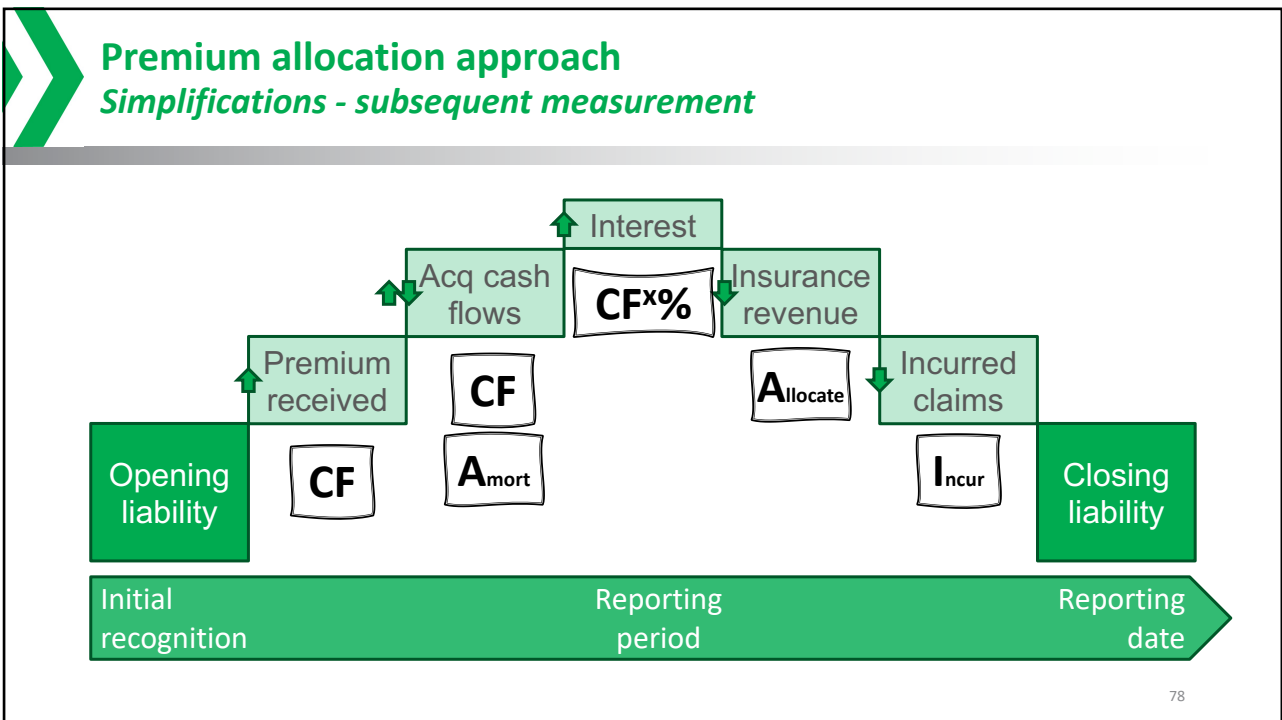 Premium allocation approach
Simplifications - subsequent measurement
Interest
Acq cash
flows
CFx%
Insurance
revenue
Premium
received
CF
Allocate
Incurred
claims
Opening
liability
CF
Amort
Incur
Closing
liability
Initial
recognition
Reporting
period
Reporting
date
78